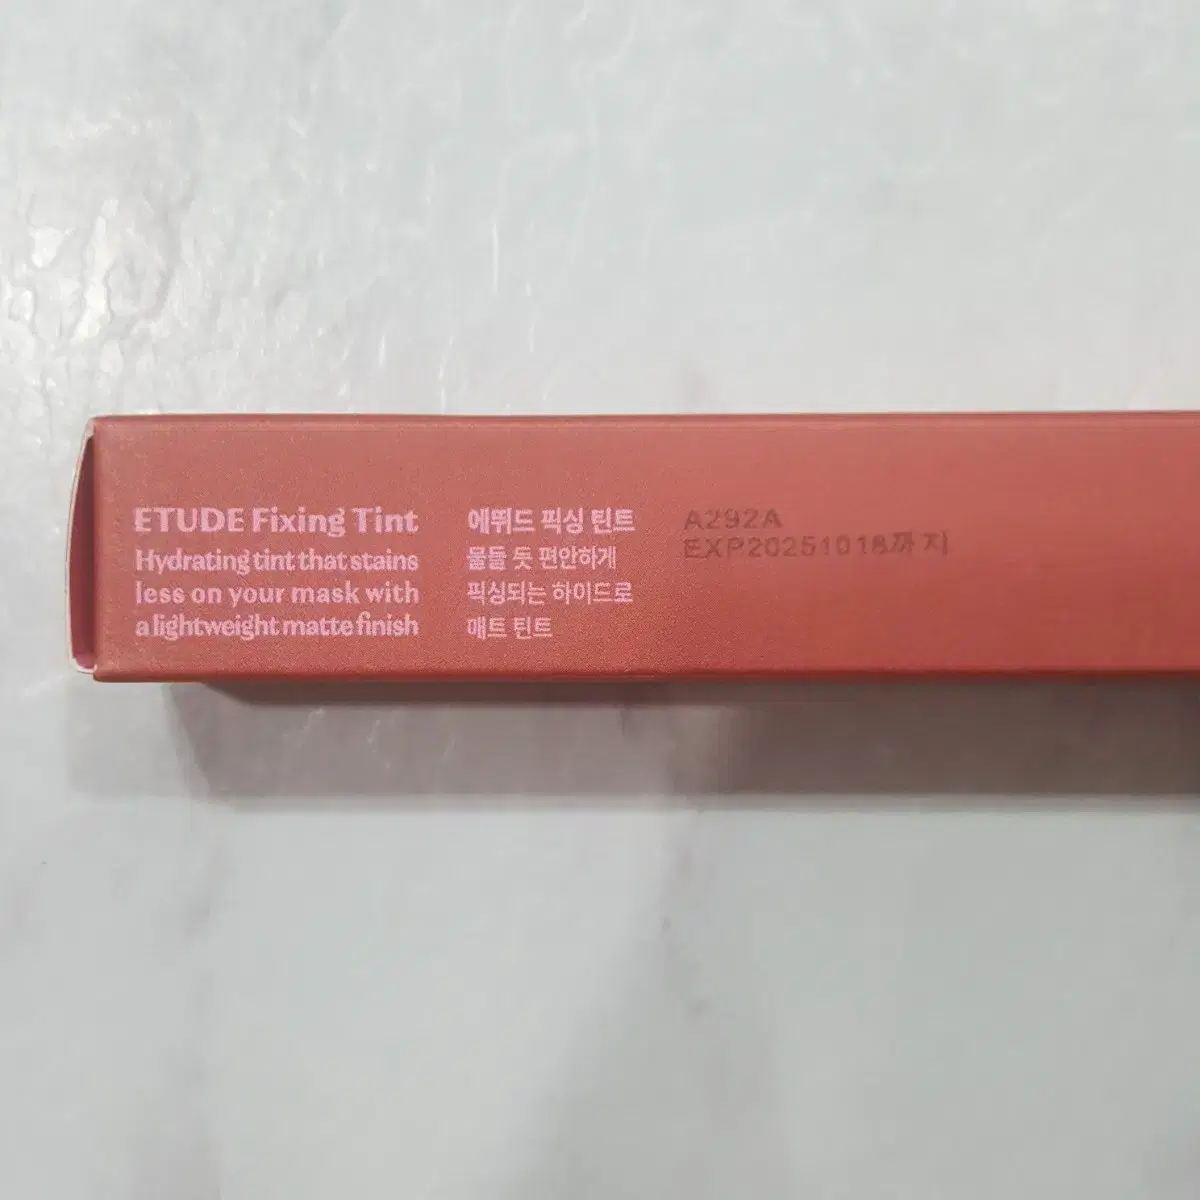 ETUDE Fixing Tint
Hydrating tint that stains
less on your mask with
a lightweight matte finish
에뛰드 픽싱 틴트
물들 듯 편안하게
픽싱되는 하이드로
매트 틴트
A292A
EXP20251018까지